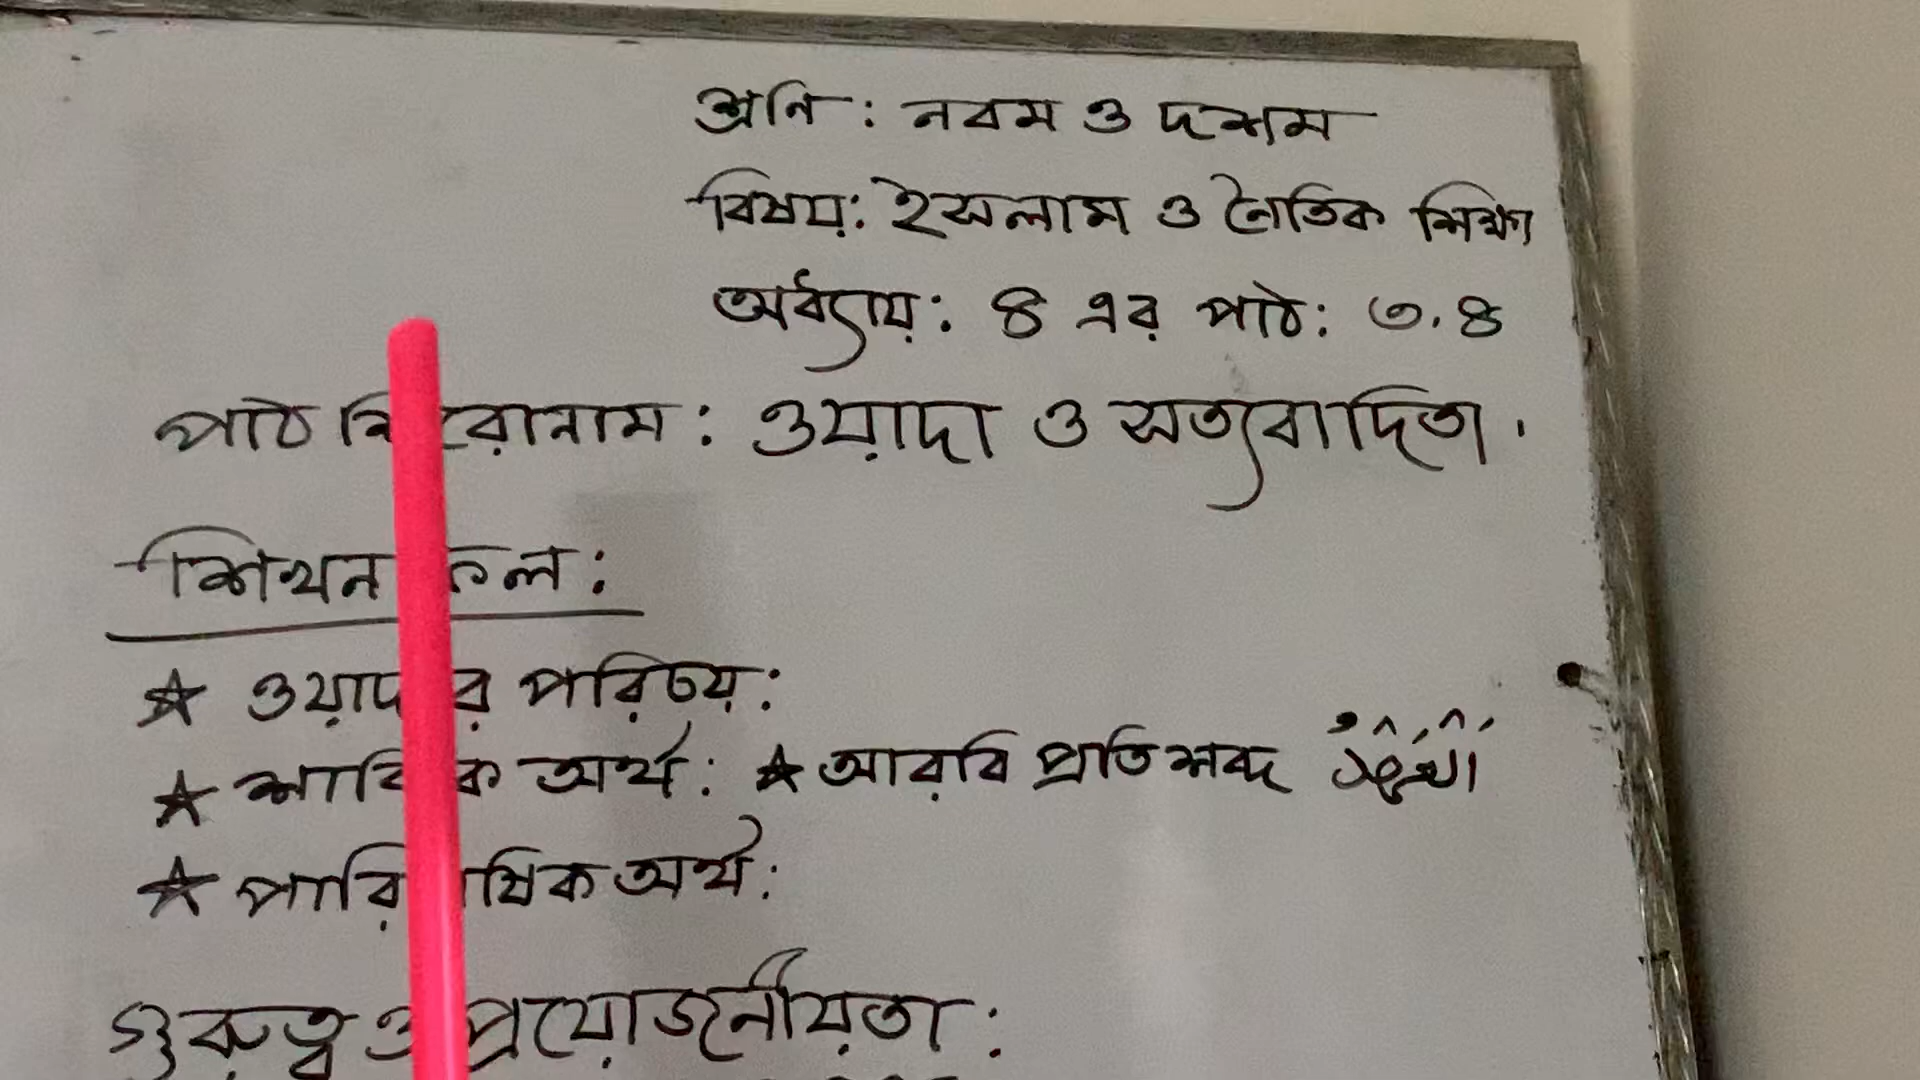 শ্রেণি : নবম ও দশম
বিষয়: ইসলাম ও নৈতিক শিক্ষা
অধ্যায়: ৪ এর পাঠ: ৩.৪
পাঠ শিরোনাম : ওয়াদা ও সত্যবাদিতা .
শিখন ফল :
★ ওয়াদার পরিচয় :
★ শাব্দিক অর্থ : ★ আরবি প্রতিশব্দ
★ পারিভাষিক অর্থ :
গুরুত্ব ও প্রয়োজনীয়তা :